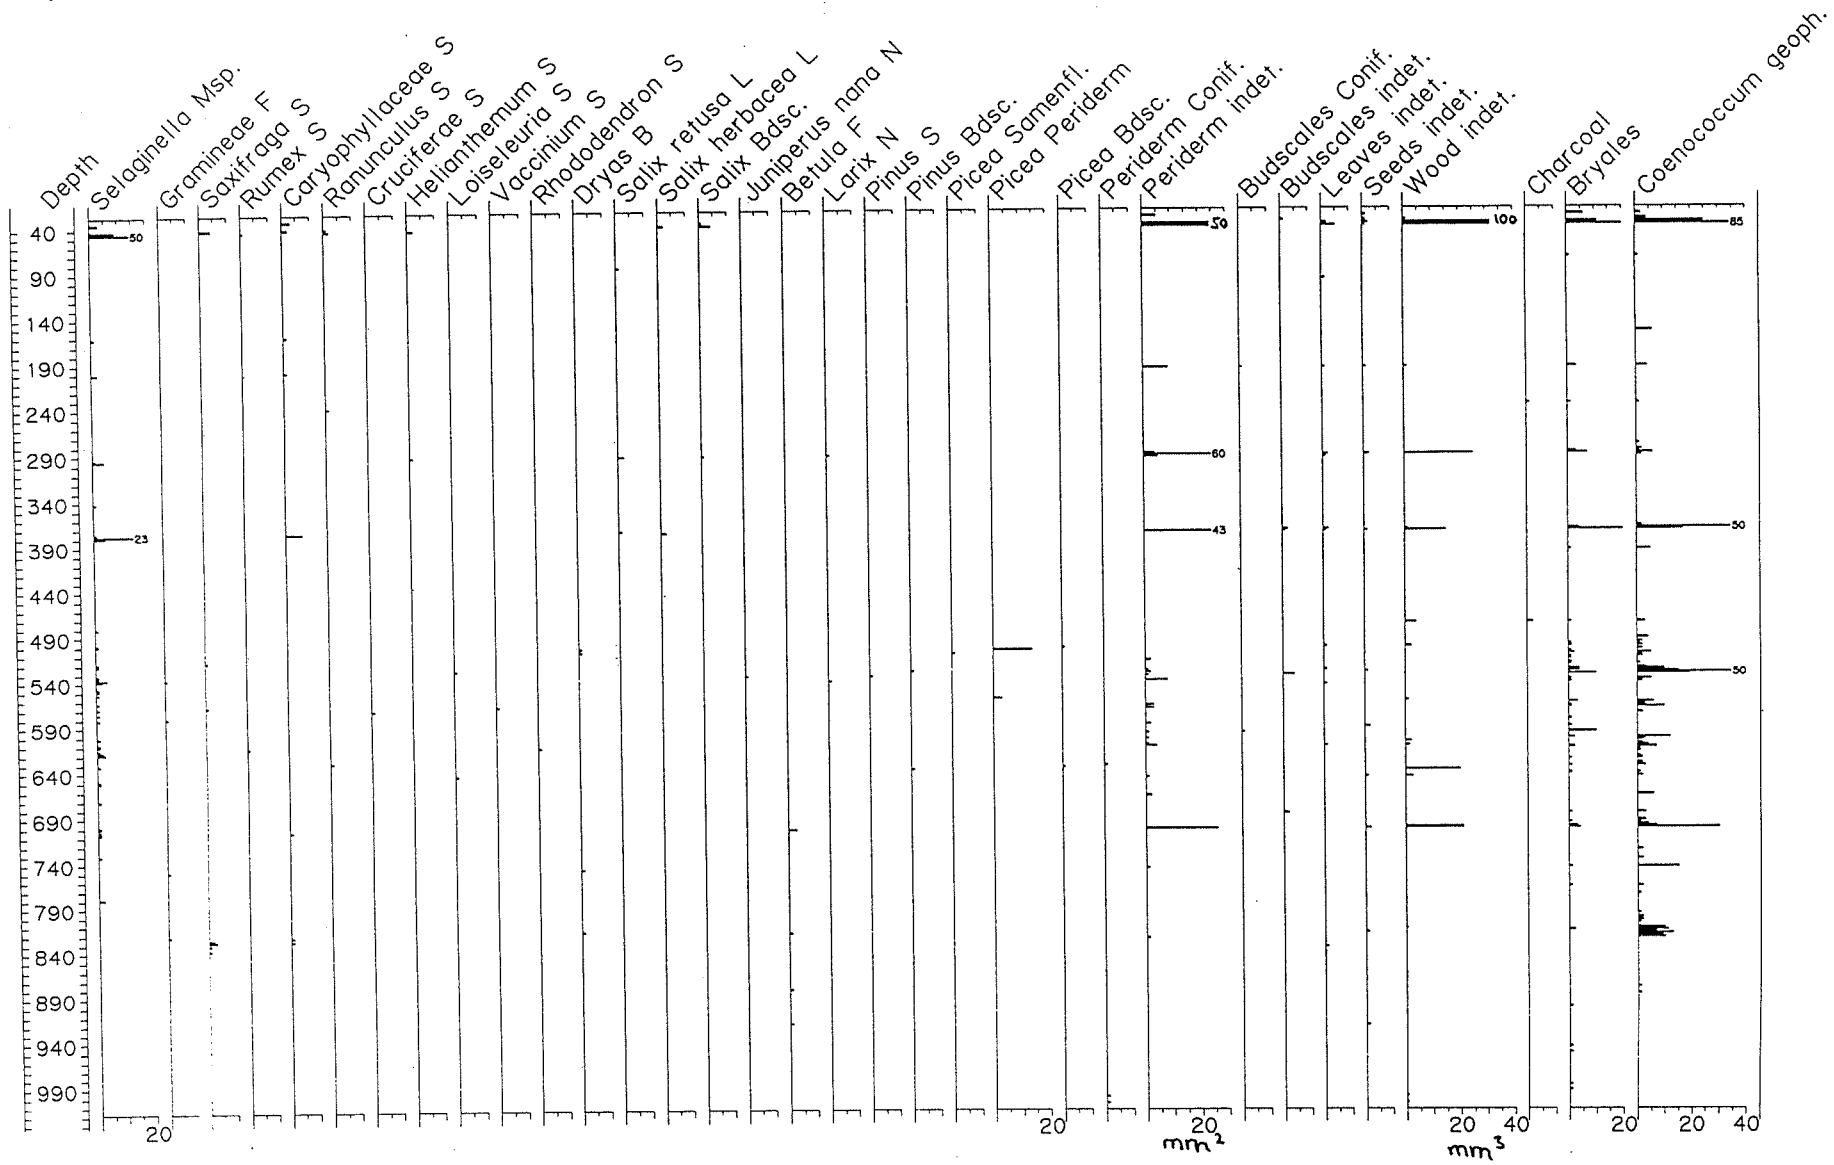 Depth
Selaginella Msp.
Gramineae F
Saxifraga S
Rumex S
Caryophyllaceae S
Ranunculus S
Cruciferae S
Helianthemum S
Loiseleuria S
Vaccinium S
Rhododendron S
Dryas B
Salix retusa L
Salix herbacea L
Salix Bdsc.
Juniperus nana N
Betula F
Larix N
Pinus S
Pinus Bdsc.
Picea Samenfl.
Picea Periderm
Picea Bdsc.
Periderm Conif.
Periderm indet.
Budscales Conif.
Budscales indet.
Leaves indet.
Seeds indet.
Wood indet.
Charcoal
Bryales
Coenococcum geoph.
40 50 50 100 85
90
140
190
240
290 60
340
390 23 43 50
440
490
540 50
590
640
690
740
790
840
890
940
990
20 20 20 20 40 20 40
mm² mm³